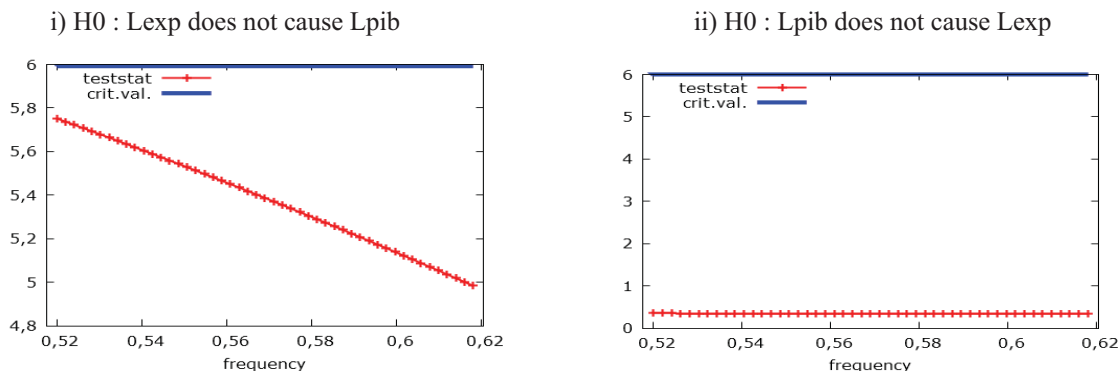 i) H0 : Lexp does not cause Lpib
6
teststat
crit.val.
5,8
5,6
5,4
5,2
5
4,8
0,52 0,54 0,56 0,58 0,6 0,62
frequency
ii) H0 : Lpib does not cause Lexp
6
teststat
crit.val.
5
4
3
2
1
0
0,52 0,54 0,56 0,58 0,6 0,62
frequency